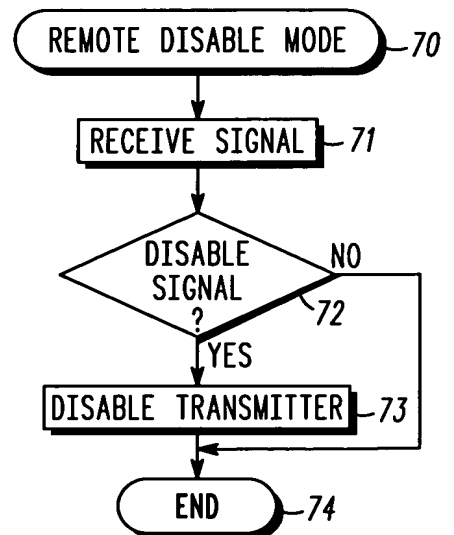 REMOTE DISABLE MODE 70
RECEIVE SIGNAL 71
DISABLE
SIGNAL
?
NO
72
YES
DISABLE TRANSMITTER 73
END 74